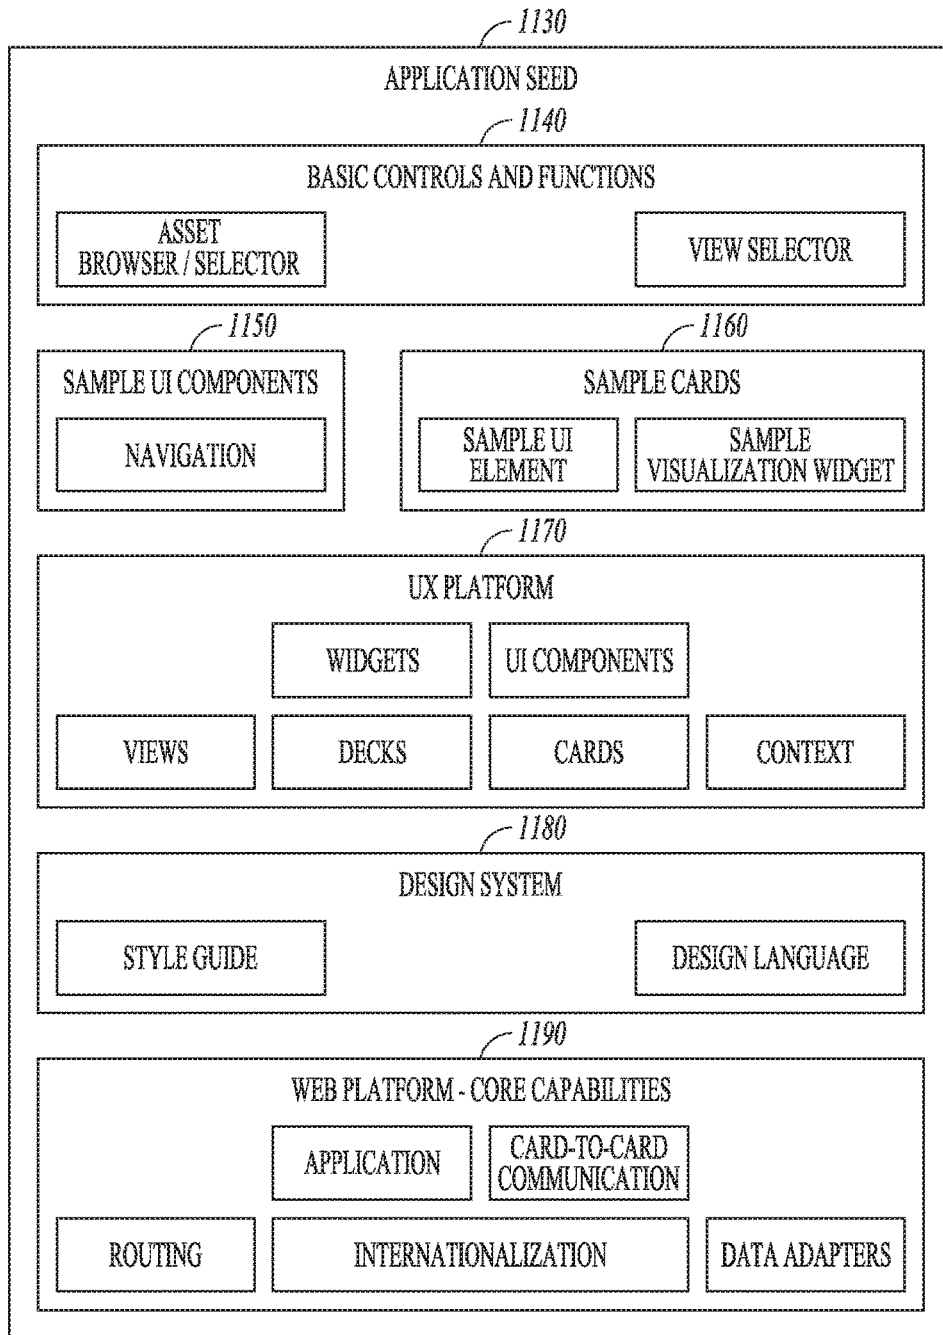 1130
APPLICATION SEED
1140
BASIC CONTROLS AND FUNCTIONS
ASSET
BROWSER / SELECTOR
VIEW SELECTOR
1150
SAMPLE UI COMPONENTS
NAVIGATION
1160
SAMPLE CARDS
SAMPLE UI
ELEMENT
SAMPLE
VISUALIZATION WIDGET
1170
UX PLATFORM
WIDGETS
UI COMPONENTS
VIEWS
DECKS
CARDS
CONTEXT
1180
DESIGN SYSTEM
STYLE GUIDE
DESIGN LANGUAGE
1190
WEB PLATFORM - CORE CAPABILITIES
APPLICATION
CARD-TO-CARD
COMMUNICATION
ROUTING
INTERNATIONALIZATION
DATA ADAPTERS